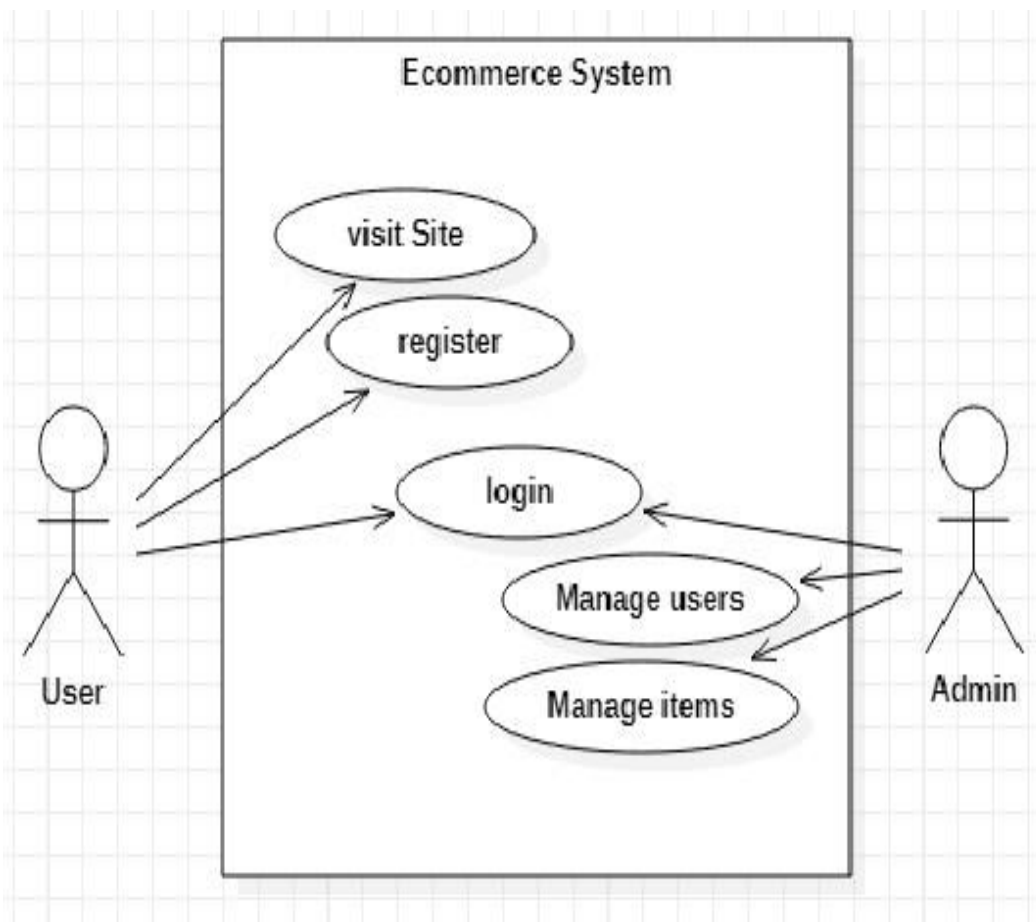 Ecommerce System
visit Site
register
login
Manage users
Manage items
User
Admin